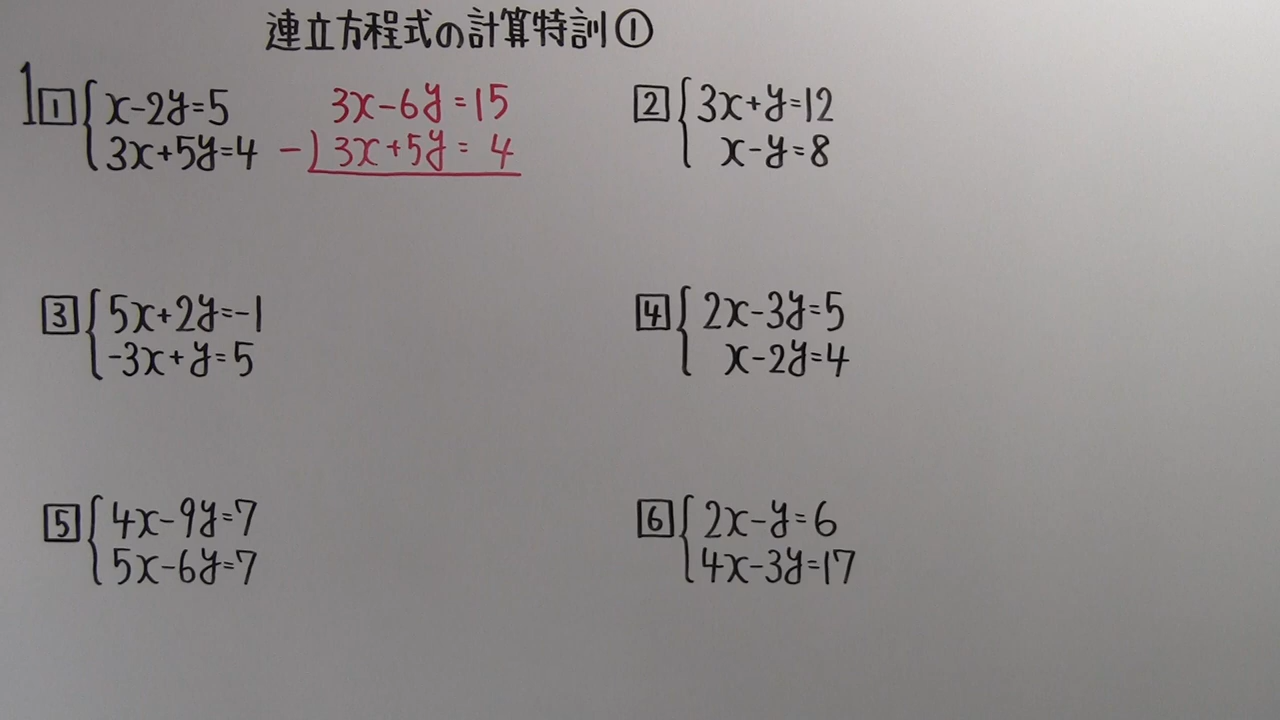 連立方程式の計算特訓①
1 x-2y=5
3x+5y=4
3x-6y=15
- 3x+5y=4
2 3x+y=12
x-y=8
3 5x+2y=-1
-3x+y=5
4 2x-3y=5
x-2y=4
5 4x-9y=7
5x-6y=7
6 2x-y=6
4x-3y=17